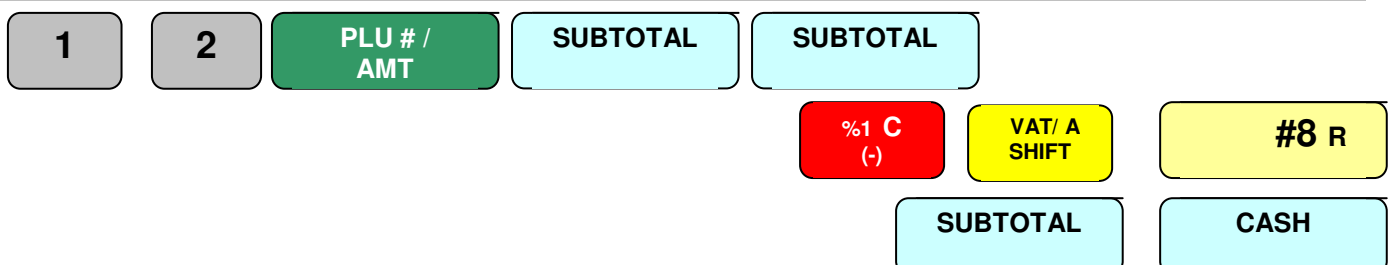 1 2 PLU # / SUBTOTAL SUBTOTAL
AMT
%1 C VAT/ A #8 R
(-) SHIFT
SUBTOTAL CASH